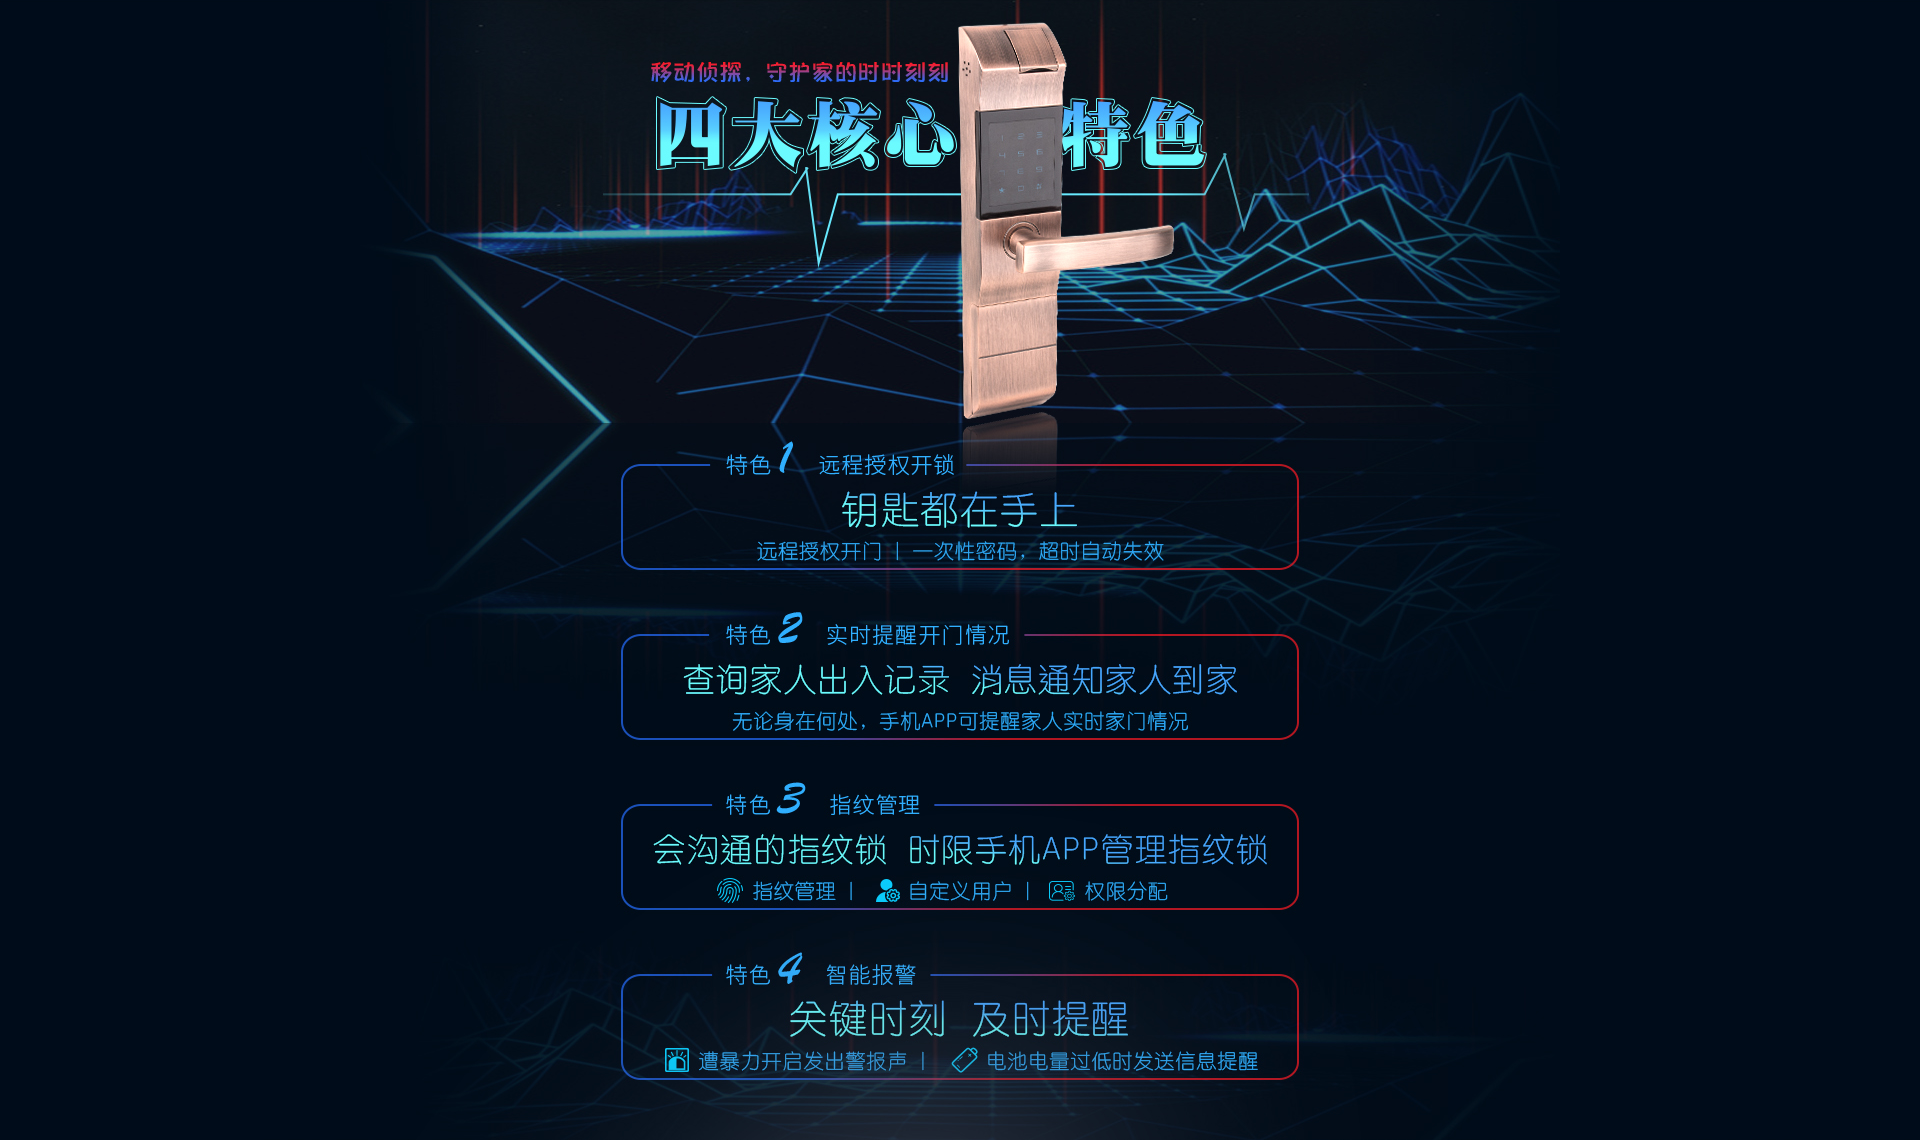 移动侦探，守护家的时时刻刻
四大核心 特色
特色1 远程授权开锁
钥匙都在手上
远程授权开门 | 一次性密码，超时自动失效
特色2 实时提醒开门情况
查询家人出入记录 消息通知家人到家
无论身在何处，手机APP可提醒家人实时家门情况
特色3 指纹管理
会沟通的指纹锁 时限手机APP管理指纹锁
指纹管理 | 自定义用户 | 权限分配
特色4 智能报警
关键时刻 及时提醒
遭暴力开启发出警报声 | 电池电量过低时发送信息提醒